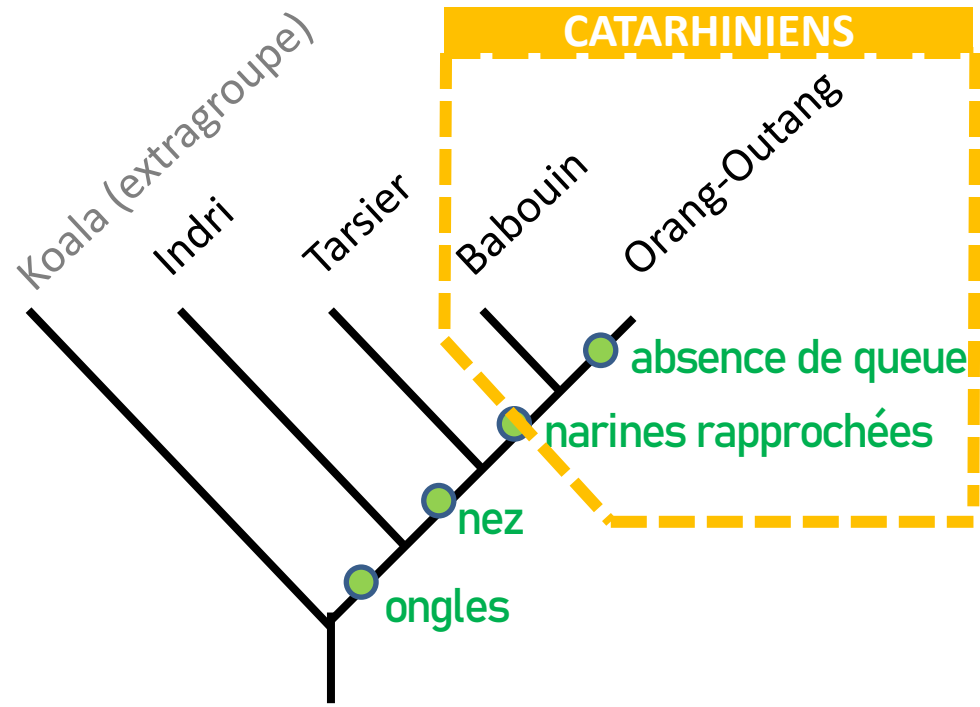 CATARHINIENS
Koala (extragroupe)
Indri
Tarsier
Babouin
Orang-Outang
absence de queue
narines rapprochées
nez
ongles